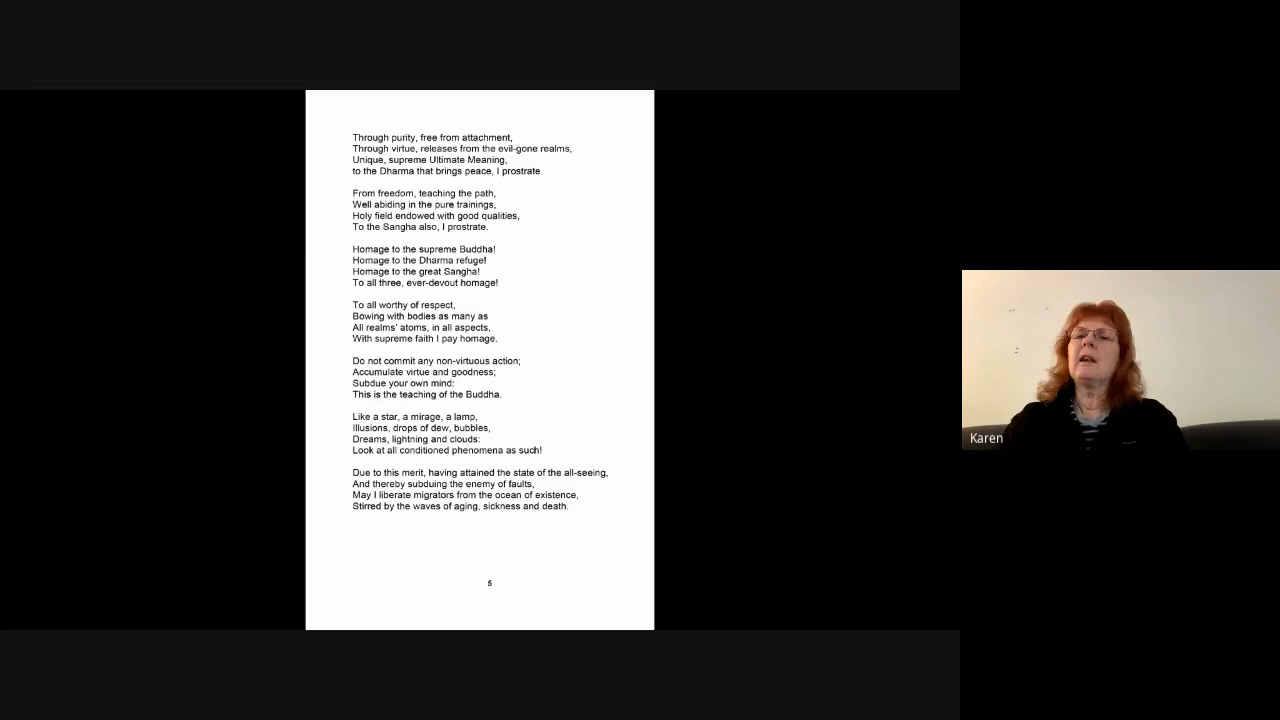 Through purity, free from attachment,
Through virtue, releases from the evil-gone realms,
Unique, supreme Ultimate Meaning,
to the Dharma that brings peace, I prostrate
From freedom, teaching the path,
Well abiding in the pure trainings,
Holy field endowed with good qualities,
To the Sangha also, I prostrate.
Homage to the supreme Buddha!
Homage to the Dharma refuge!
Homage to the great Sangha!
To all three, ever-devout homage!
To all worthy of respect,
Bowing with bodies as many as
All realms' atoms, in all aspects,
With supreme faith I pay homage.
Do not commit any non-virtuous action;
Accumulate virtue and goodness;
Subdue your own mind:
This is the teaching of the Buddha.
Like a star, a mirage, a lamp,
Illusions, drops of dew, bubbles,
Dreams, lightning and clouds:
Look at all conditioned phenomena as such!
Due to this merit, having attained the state of the all-seeing,
And thereby subduing the enemy of faults,
May I liberate migrators from the ocean of existence,
Stirred by the waves of aging, sickness and death.
5
Karen